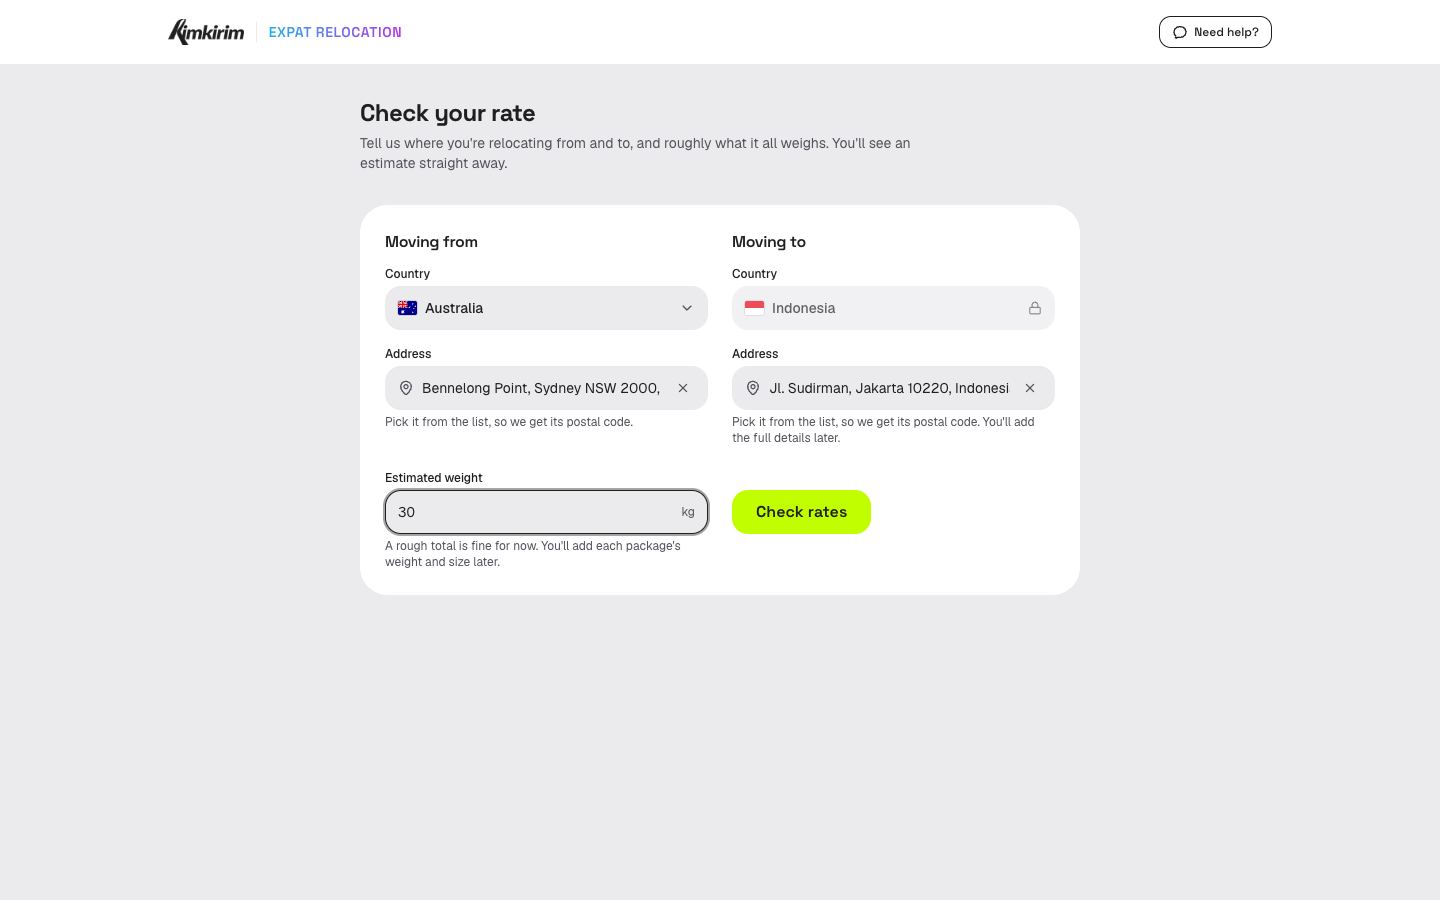 Kimkirim
EXPAT RELOCATION
Need help?
Check your rate
Tell us where you're relocating from and to, and roughly what it all weighs. You'll see an
estimate straight away.
Moving from
Country
Australia
Address
Bennelong Point, Sydney NSW 2000,
Pick it from the list, so we get its postal code.
Moving to
Country
Indonesia
Address
Jl. Sudirman, Jakarta 10220, Indonesi
Pick it from the list, so we get its postal code. You'll add
the full details later.
Estimated weight
30
kg
A rough total is fine for now. You'll add each package's
weight and size later.
Check rates